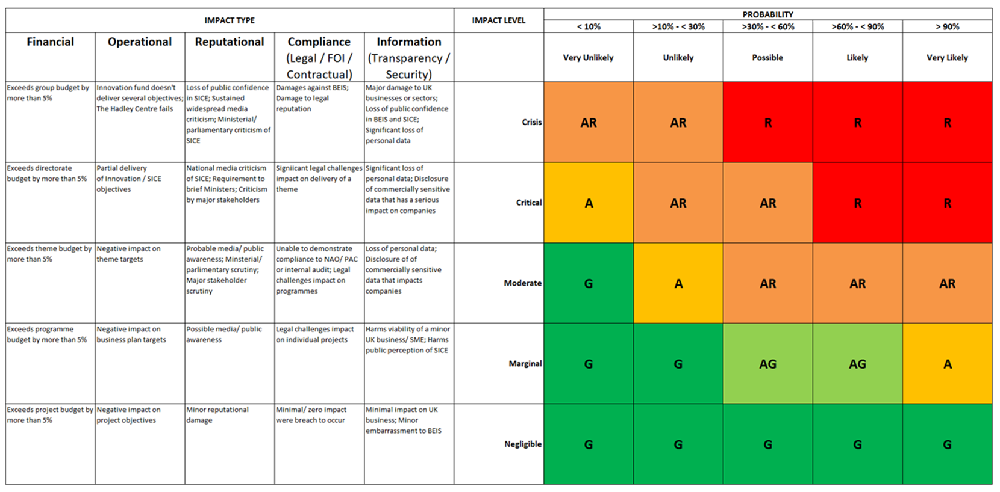 IMPACT TYPE
IMPACT LEVEL
PROBABILITY
< 10%
>10% - < 30%
>30% - < 60%
>60% - < 90%
> 90%
Financial
Operational
Reputational
Compliance
(Legal / FOI /
Contractual)
Information
(Transparency /
Security)
Very Unlikely
Unlikely
Possible
Likely
Very Likely
Exceeds group budget by
more than 5%
Innovation fund doesn't
deliver several objectives;
The Hadley Centre fails
Loss of public confidence
in SICE; Sustained
widespread media
criticism; Ministerial/
parliamentary criticism of
SICE
Damages against BEIS;
Damage to legal
reputation
Major damage to UK
businesses or sectors;
Loss of public confidence
in BEIS and SICE;
Significant loss of
personal data
Crisis
AR
AR
R
R
R
Exceeds directorate
budget by more than 5%
Partial delivery
of Innovation / SICE
objectives
National media criticism
of SICE; Requirement to
brief Ministers; Criticism
by major stakeholders
Signiicant legal challenges
impact on delivery of a
theme
Significant loss of
personal data; Disclosure
of commercially sensitive
data that has a serious
impact on companies
Critical
A
AR
AR
R
R
Exceeds theme budget by
more than 5%
Negative impact on
theme targets
Probable media/ public
awareness; Minsterial/
parlimentary scrutiny;
Major stakeholder
scrutiny
Unable to demonstrate
compliance to NAO/ PAC
or internal audit; Legal
challenges impact on
programmes
Loss of personal data;
Disclosure of of
commercially sensitive
data that impacts
companies
Moderate
G
A
AR
AR
AR
Exceeds programme
budget by more than 5%
Negative impact on
business plan targets
Possible media/ public
awareness
Legal challenges impact
on individual projects
Harms viability of a minor
UK business/ SME; Harms
public perception of SICE
Marginal
G
G
AG
AG
A
Exceeds project budget by
more than 5%
Negative impact on
project objectives
Minor reputational
damage
Minimal/ zero impact
were breach to occur
Minimal impact on UK
business; Minor
embarrassment to BEIS
Negligible
G
G
G
G
G